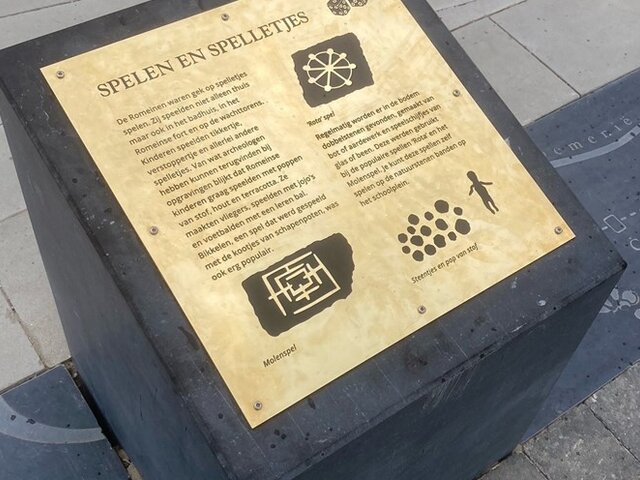 SPELEN EN SPELLETJES
De Romeinen waren gek op spelletjes
spelen. Zij speelden niet alleen thuis
maar ook in het badhuis, in het
Romeinse fort en op de wachttorens.
Kinderen speelden tikkertje,
verstoppertje en allerlei andere
spelletjes. Van wat archeologen
hebben kunnen terugvinden bij
opgravingen blijkt dat Romeinse
kinderen graag speelden met poppen
van stof, hout en terracotta. Ze
maakten vliegers, speelden met jojo's
en voetbalden met een leren bal.
Bikkelen, een spel dat werd gespeeld
met de kootjes van schapenpoten, was
ook erg populair.
Molenspel
'Rota' spel
Regelmatig worden er in de bodem
dobbelstenen gevonden, gemaakt van
bot of aardewerk en speelschijfjes van
glas of been. Deze werden gebruikt
bij de populaire spellen 'Rota' en het
Molenspel. Je kunt deze spellen zelf
spelen op de natuurstenen banden op
het schoolplein.
Steentjes en pop van stof